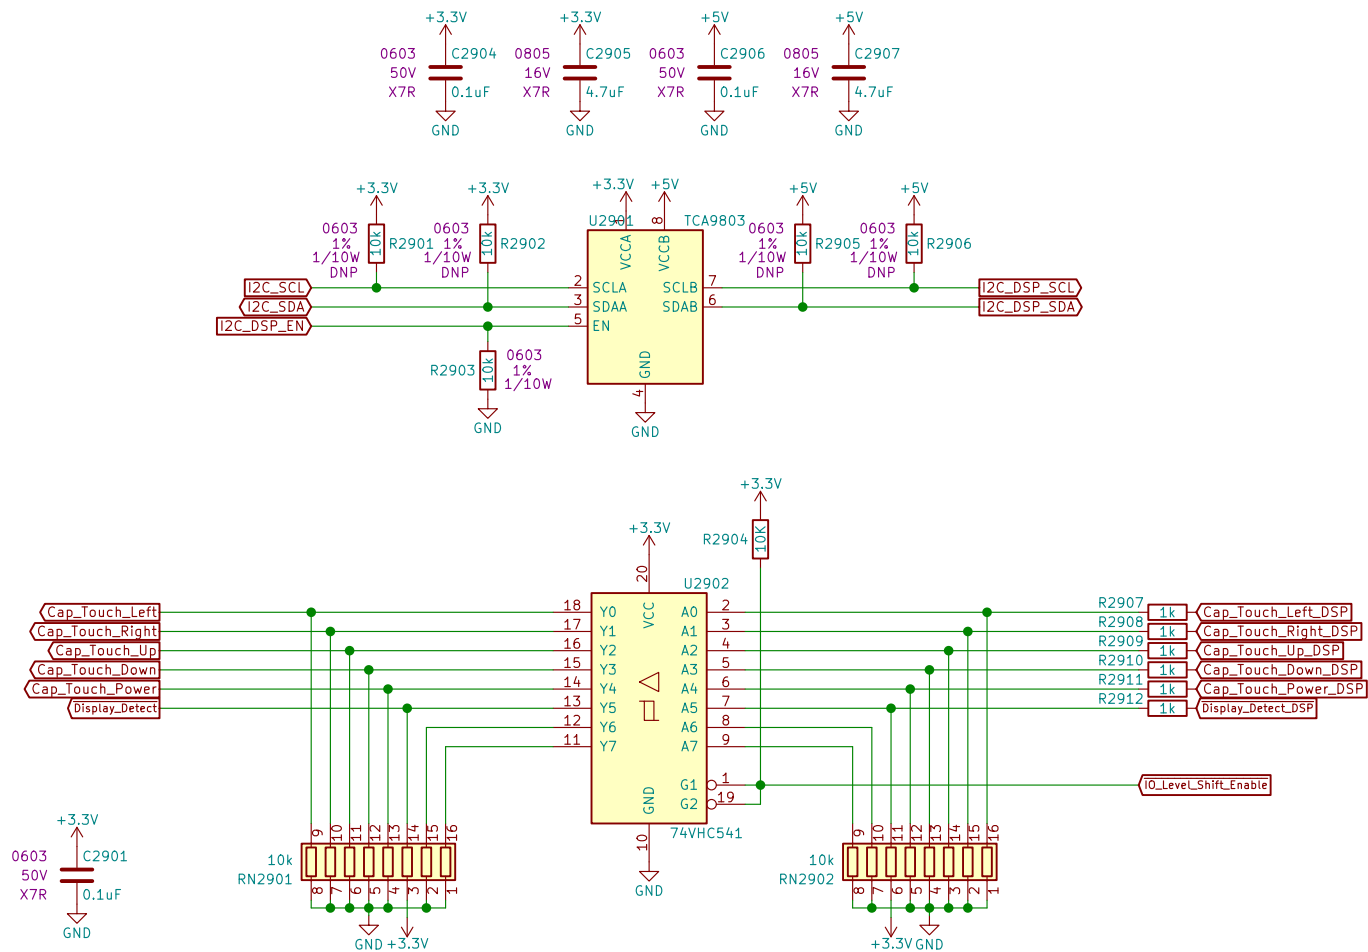 +3.3V +3.3V +5V +5V
0603 C2904 0805 C2905 0603 C2906 0805 C2907
50V 16V 50V 16V
X7R 0.1uF X7R 4.7uF X7R 0.1uF X7R 4.7uF
GND GND GND GND
+3.3V +3.3V +3.3V +5V +5V +5V
U2901 1 8 TCA9803
0603 0603 0603 0603
1% 10k R2901 1% 10k R2902 1% 10k R2905 1% 10k R2906
1/10W 1/10W VCCA VCCB 1/10W 1/10W
DNP DNP DNP DNP
I2C_SCL 2 SCLA SCLB 7 I2C_DSP_SCL
I2C_SDA 3 SDAA SDAB 6 I2C_DSP_SDA
I2C_DSP_EN 5 EN
0603
R2903 10k 1% GND
1/10W
4
GND GND
+3.3V
+3.3V
R2904 10K
20
U2902
Cap_Touch_Left 18 Y0 VCC A0 2 R2907 1k Cap_Touch_Left_DSP
Cap_Touch_Right 17 Y1 A1 3 R2908 1k Cap_Touch_Right_DSP
Cap_Touch_Up 16 Y2 A2 4 R2909 1k Cap_Touch_Up_DSP
Cap_Touch_Down 15 Y3 A3 5 R2910 1k Cap_Touch_Down_DSP
Cap_Touch_Power 14 Y4 A4 6 R2911 1k Cap_Touch_Power_DSP
Display_Detect 13 Y5 A5 7 R2912 1k Display_Detect_DSP
12 Y6 A6 8
11 Y7 A7 9
G1 1 IO_Level_Shift_Enable
GND G2 19
74VHC541
10
GND
+3.3V
0603 C2901
50V
X7R 0.1uF
GND
9 10 11 12 13 14 15 16
10k
RN2901
8 7 6 5 4 3 2 1
GND +3.3V
9 10 11 12 13 14 15 16
10k
RN2902
8 7 6 5 4 3 2 1
+3.3V GND